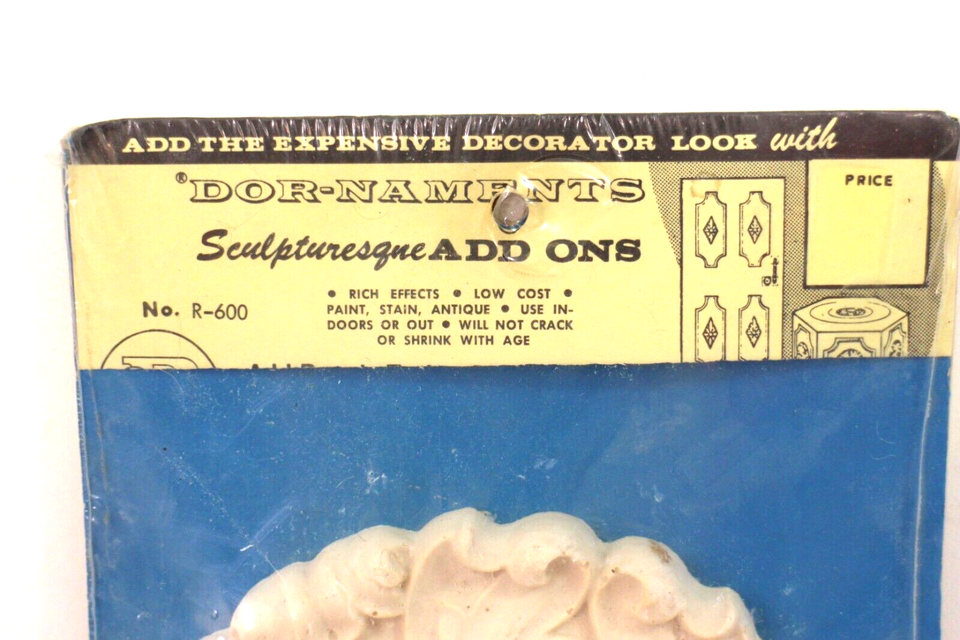 ADD THE EXPENSIVE DECORATOR LOOK with
®DOR-NAMENTS
PRICE
Sculpturesque ADD ONS
No. R-600
• RICH EFFECTS • LOW COST •
PAINT, STAIN, ANTIQUE • USE IN-
DOORS OR OUT • WILL NOT CRACK
OR SHRINK WITH AGE